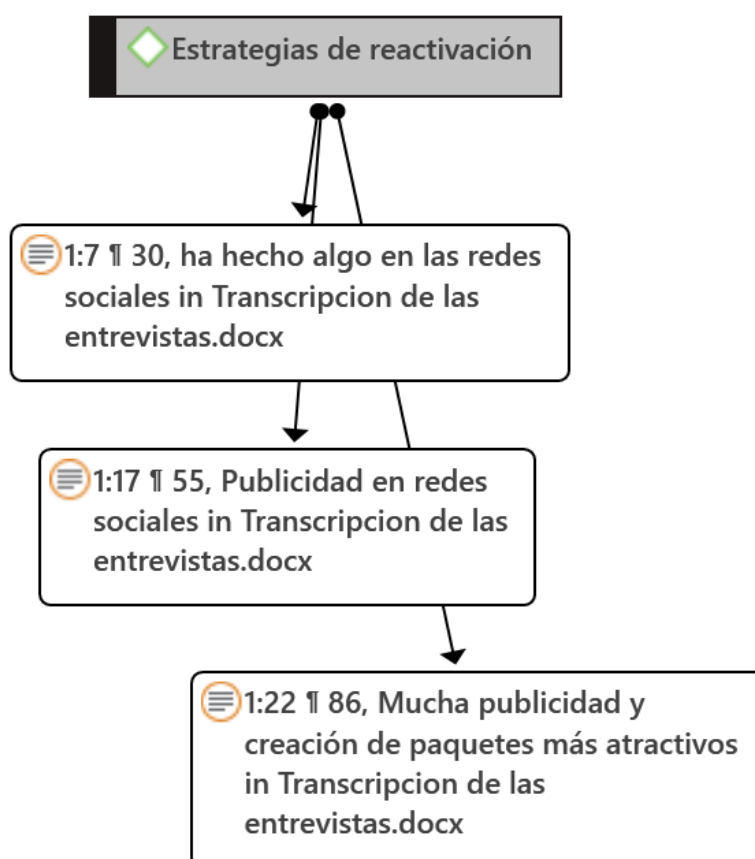 Estrategias de reactivación
1:7 ¶ 30, ha hecho algo en las redes
sociales in Transcripcion de las
entrevistas.docx
1:17 ¶ 55, Publicidad en redes
sociales in Transcripcion de las
entrevistas.docx
1:22 ¶ 86, Mucha publicidad y
creación de paquetes más atractivos
in Transcripcion de las
entrevistas.docx